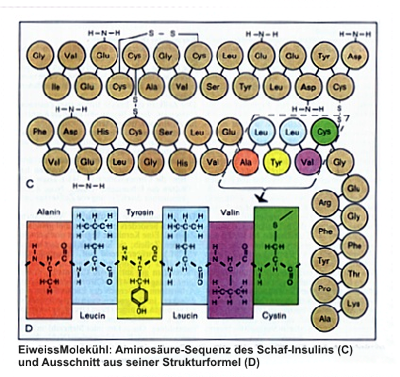 H–N–H S – S H–N–H H–N–H
Gly Val Glu Cys Gly Cys Leu Glu Glu Tyr Asp
Ile Glu Cys Ala Val Ser Tyr Leu Asp Cys
H–N–H S S H–N–H S S
Phe Asp His Cys Ser Leu Glu Leu Leu Cys
Val Glu Leu Gly His Val Ala Tyr Val Gly
H–N–H
C
Glu
Arg
Gly
Phe
Phe
Tyr
Thr
Pro
Lys
Ala
Alanin Tyrosin Valin
Leucin Leucin Cystin
D
EiweissMolekühl: Aminosäure-Sequenz des Schaf-Insulins (C)
und Ausschnitt aus seiner Strukturformel (D)